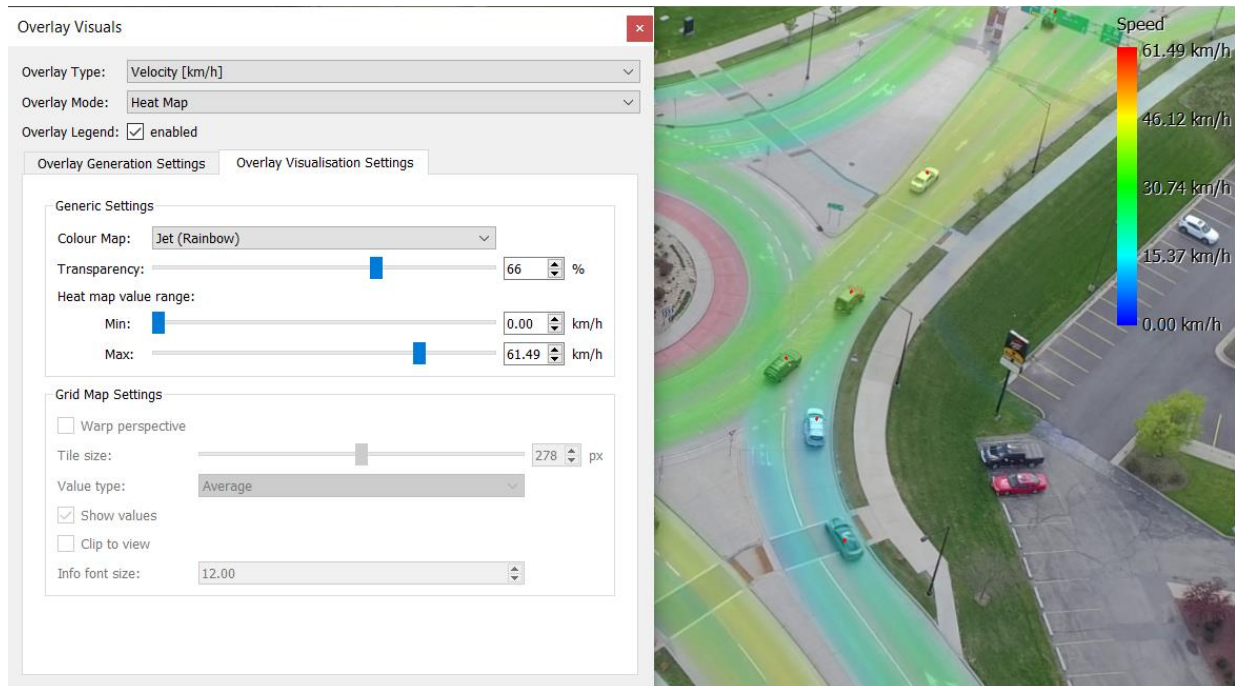 Overlay Visuals
Overlay Type: Velocity [km/h]
Overlay Mode: Heat Map
Overlay Legend: enabled
Overlay Generation Settings Overlay Visualisation Settings
Generic Settings
Colour Map: Jet (Rainbow)
Transparency: 66 %
Heat map value range:
Min: 0.00 km/h
Max: 61.49 km/h
Grid Map Settings
Warp perspective
Tile size: 278 px
Value type: Average
Show values
Clip to view
Info font size: 12.00
Speed
61.49 km/h
46.12 km/h
30.74 km/h
15.37 km/h
0.00 km/h